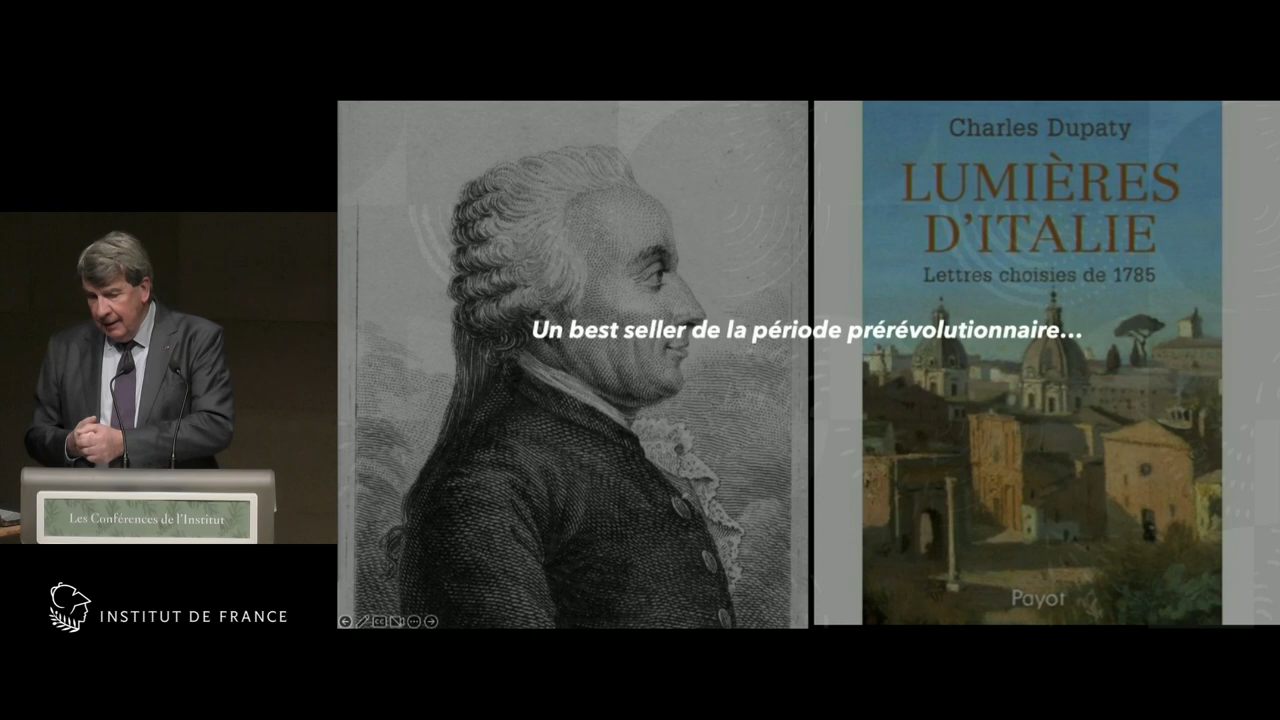 Charles Dupaty
LUMIÈRES
D'ITALIE
Lettres choisies de 1785
Un best seller de la période prérévolutionnaire...
Payot
Les Conférences de l'Institut
INSTITUT DE FRANCE